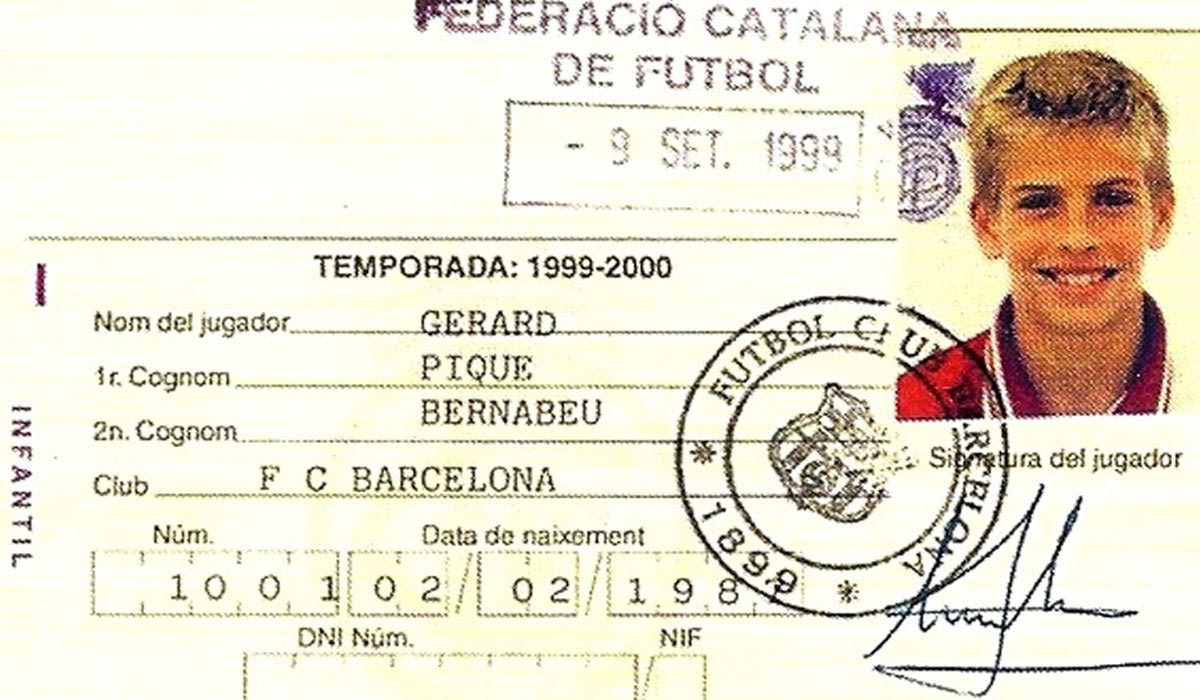 FEDERACIÓ CATALANA
DE FUTBOL
- 9 SET. 1999
TEMPORADA: 1999-2000
Nom del jugador GERARD
1r. Cognom PIQUE
2n. Cognom BERNABEU
Club F C BARCELONA
INFANTIL
FUTBOL CLUB BARCELONA
* 1899 *
Signatura del jugador
Núm. Data de naixement
1001 02/02/198
DNI Núm. NIF